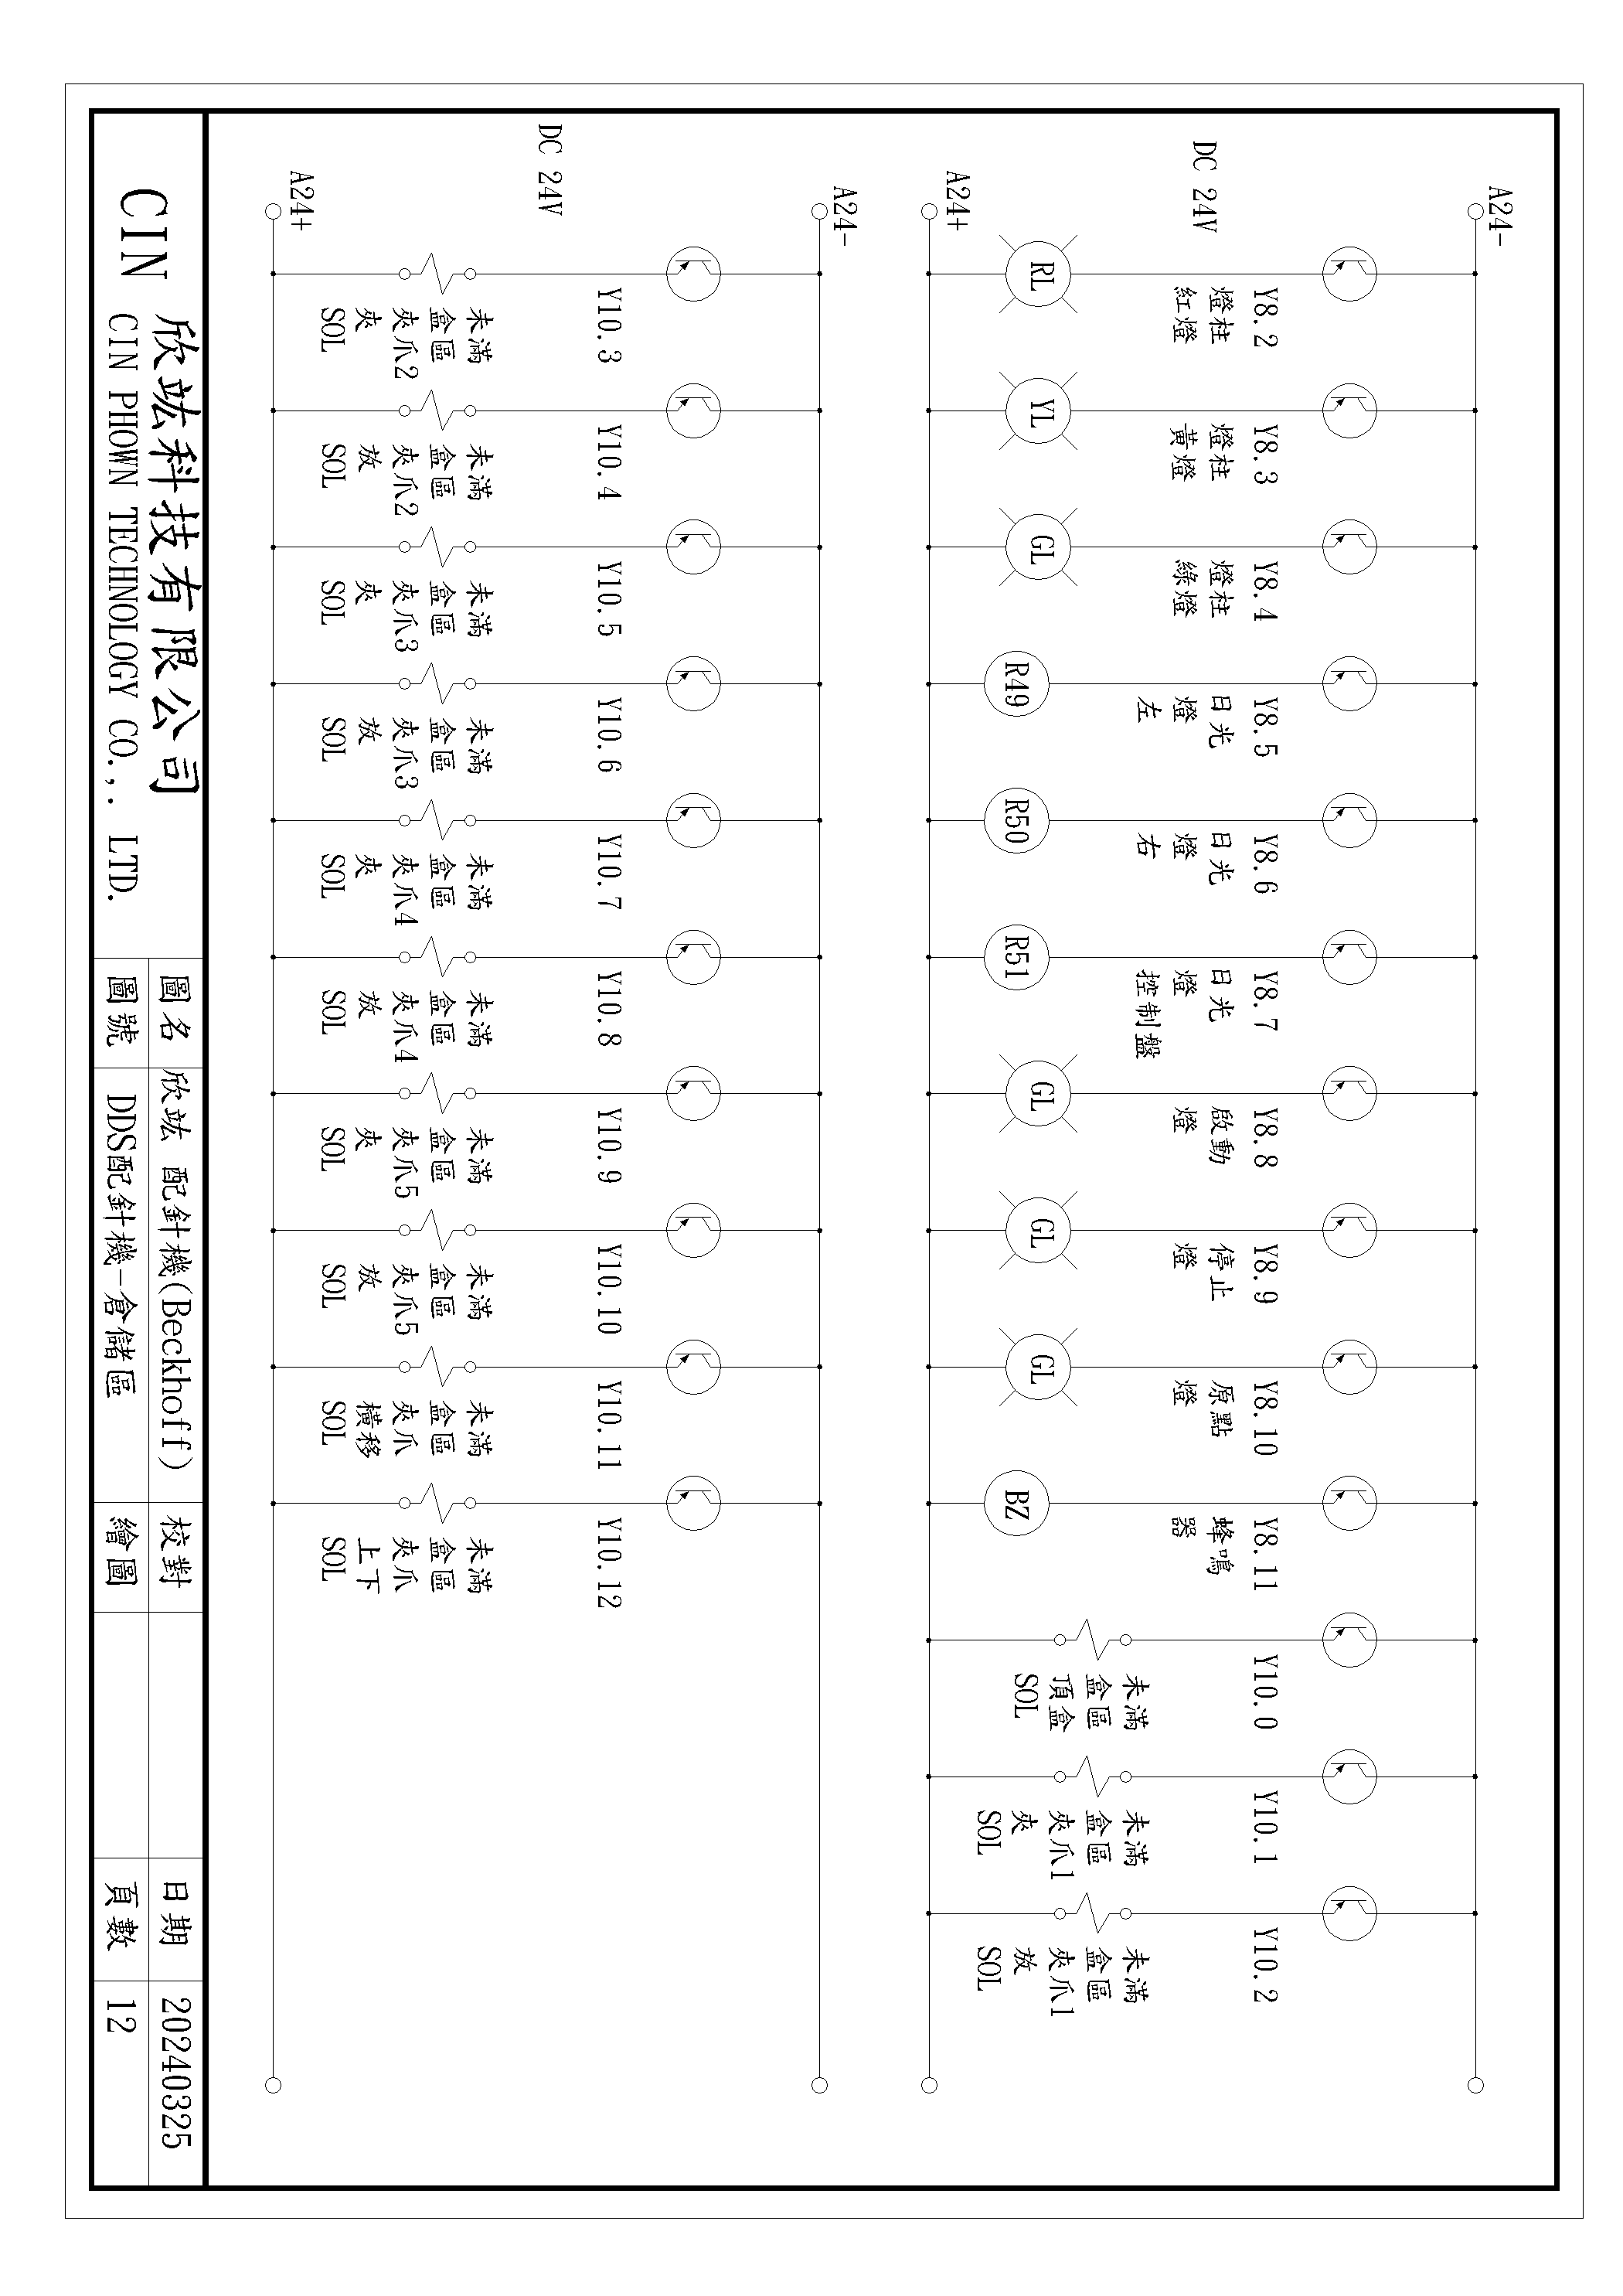 A24-
DC 24V
A24+
Y8.2
燈柱
紅燈
RL
Y8.3
燈柱
黃燈
YL
Y8.4
燈柱
綠燈
GL
Y8.5
日光
燈
左
R49
Y8.6
日光
燈
右
R50
Y8.7
日光
燈
控制盤
R51
Y8.8
啟動
燈
GL
Y8.9
停止
燈
GL
Y8.10
原點
燈
GL
Y8.11
蜂鳴
器
BZ
Y10.0
未滿
盒區
頂盒
SOL
Y10.1
未滿
盒區
夾爪1
夾
SOL
Y10.2
未滿
盒區
夾爪1
放
SOL
A24-
DC 24V
A24+
Y10.3
未滿
盒區
夾爪2
夾
SOL
Y10.4
未滿
盒區
夾爪2
放
SOL
Y10.5
未滿
盒區
夾爪3
夾
SOL
Y10.6
未滿
盒區
夾爪3
放
SOL
Y10.7
未滿
盒區
夾爪4
夾
SOL
Y10.8
未滿
盒區
夾爪4
放
SOL
Y10.9
未滿
盒區
夾爪5
夾
SOL
Y10.10
未滿
盒區
夾爪5
放
SOL
Y10.11
未滿
盒區
夾爪
橫移
SOL
Y10.12
未滿
盒區
夾爪
上下
SOL
CIN
欣竑科技有限公司
CIN PHOWN TECHNOLOGY CO.,. LTD.
圖名
欣竑 配針機(Beckhoff)
校對
日期
20240325
圖號
DDS配針機-倉儲區
繪圖
頁數
12